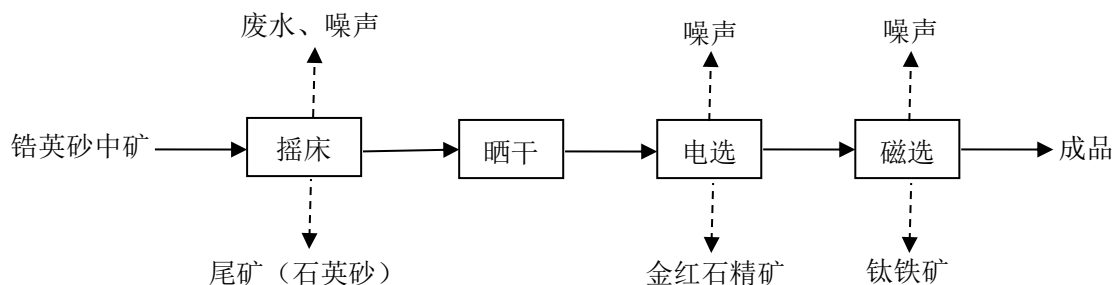 废水、噪声
噪声
噪声
锆英砂中矿
摇床
晒干
电选
磁选
成品
尾矿（石英砂）
金红石精矿
钛铁矿